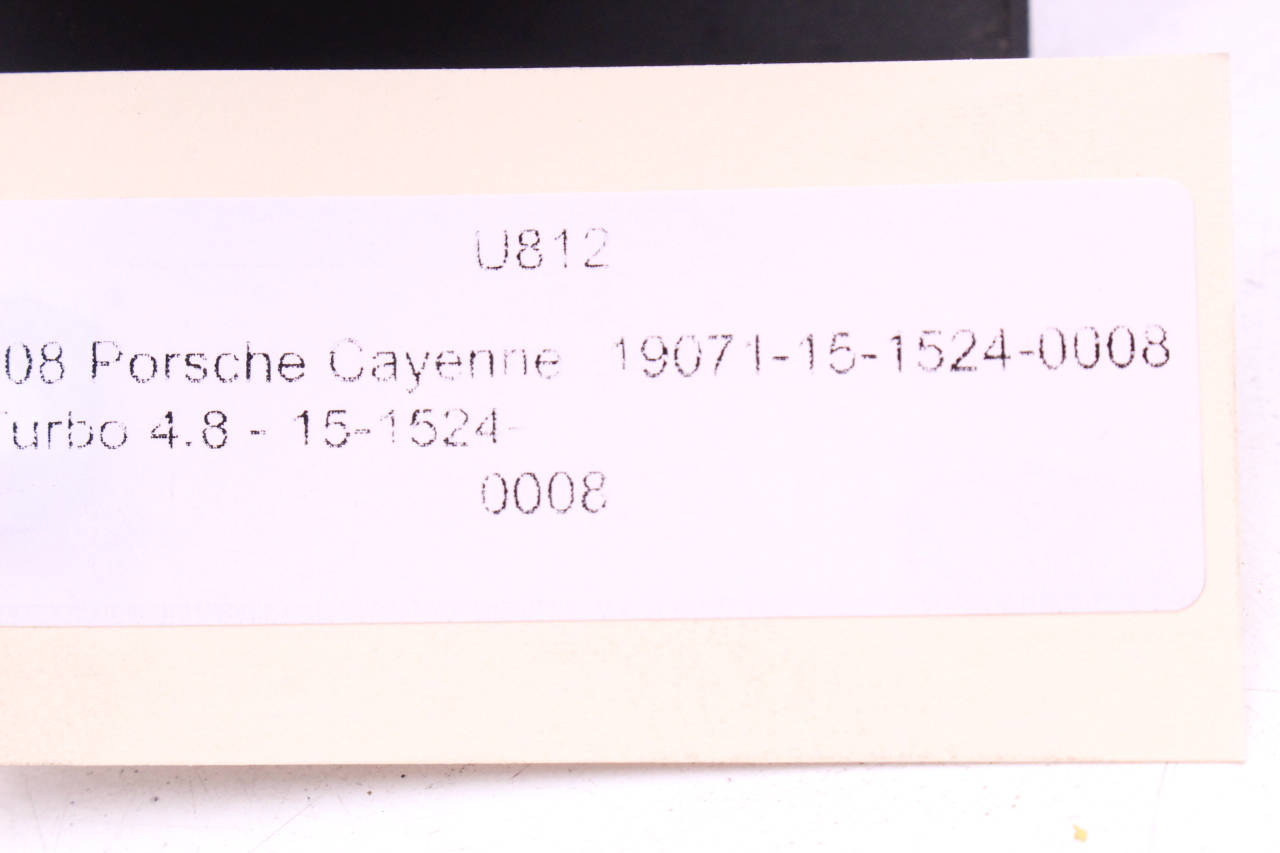 U812
08 Porsche Cayenne 19071-15-1524-0008
Turbo 4.8 - 15-1524-
0008